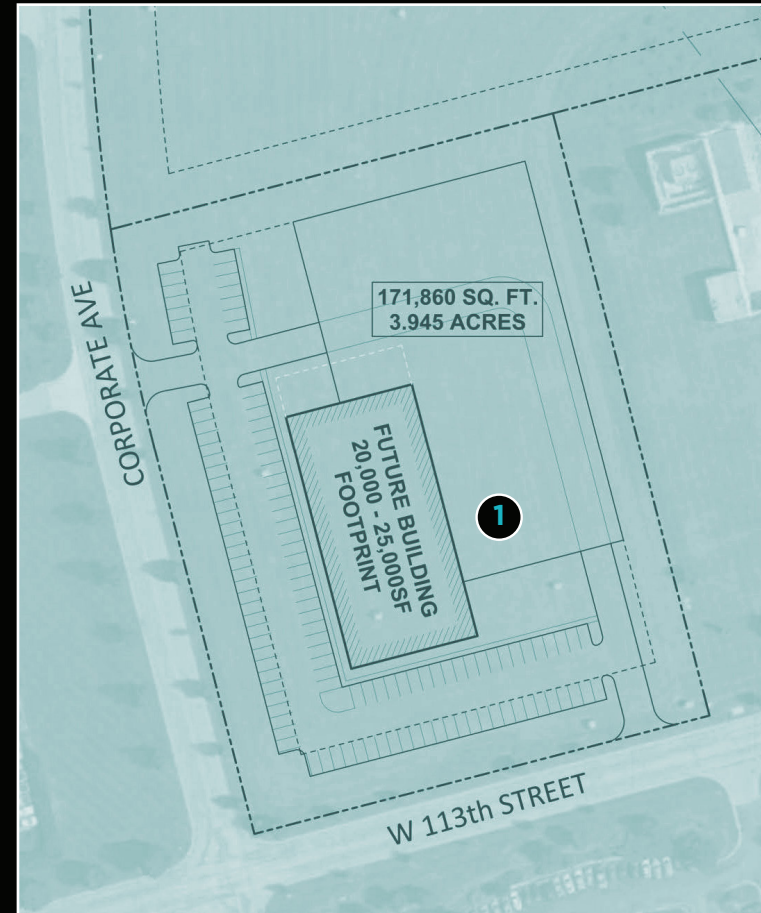 171,860 SQ. FT.
3.945 ACRES
CORPORATE AVE
FUTURE BUILDING
20,000 - 25,000SF
FOOTPRINT
1
W 113th STREET